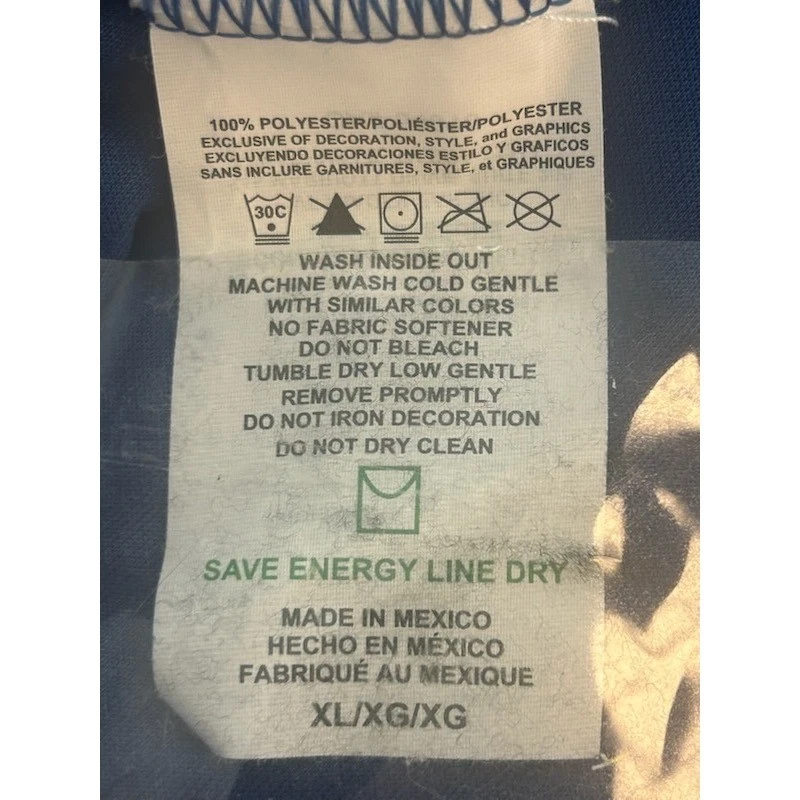 100% POLYESTER/POLIÉSTER/POLYESTER
EXCLUSIVE OF DECORATION, STYLE, and GRAPHICS
EXCLUYENDO DECORACIONES ESTILO Y GRAFICOS
SANS INCLURE GARNITURES, STYLE, et GRAPHIQUES
30C
WASH INSIDE OUT
MACHINE WASH COLD GENTLE
WITH SIMILAR COLORS
NO FABRIC SOFTENER
DO NOT BLEACH
TUMBLE DRY LOW GENTLE
REMOVE PROMPTLY
DO NOT IRON DECORATION
DO NOT DRY CLEAN
SAVE ENERGY LINE DRY
MADE IN MEXICO
HECHO EN MÉXICO
FABRIQUÉ AU MEXIQUE
XL/XG/XG